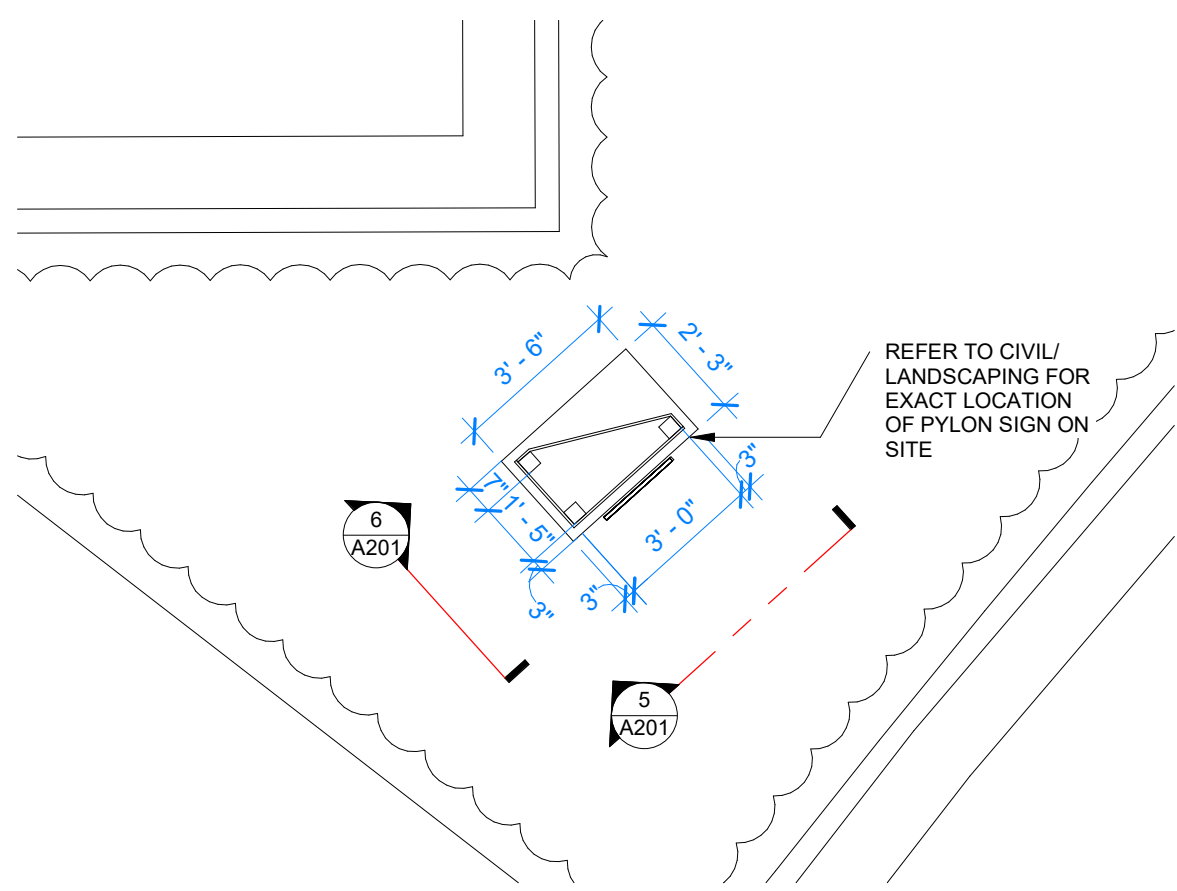 3' - 6"
2' - 3"
REFER TO CIVIL/
LANDSCAPING FOR
EXACT LOCATION
OF PYLON SIGN ON
SITE
3"
7"
1' - 5"
3' - 0"
3"
3"
6
A201
5
A201